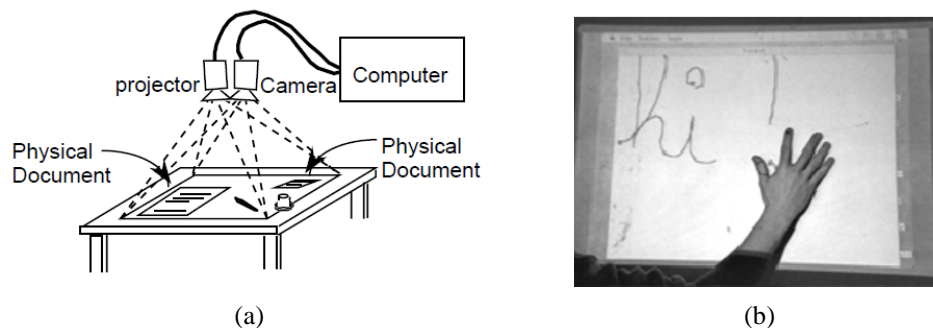 projector
Camera
Computer
Physical
Document
Physical
Document
hi
(a)
(b)